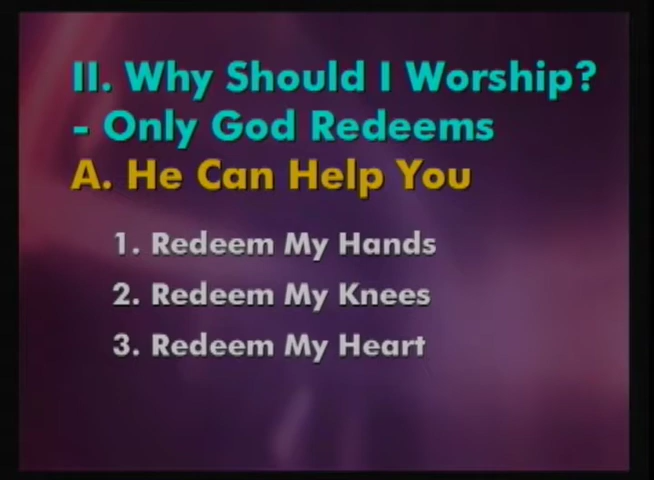 II. Why Should I Worship?
- Only God Redeems
A. He Can Help You
1. Redeem My Hands
2. Redeem My Knees
3. Redeem My Heart